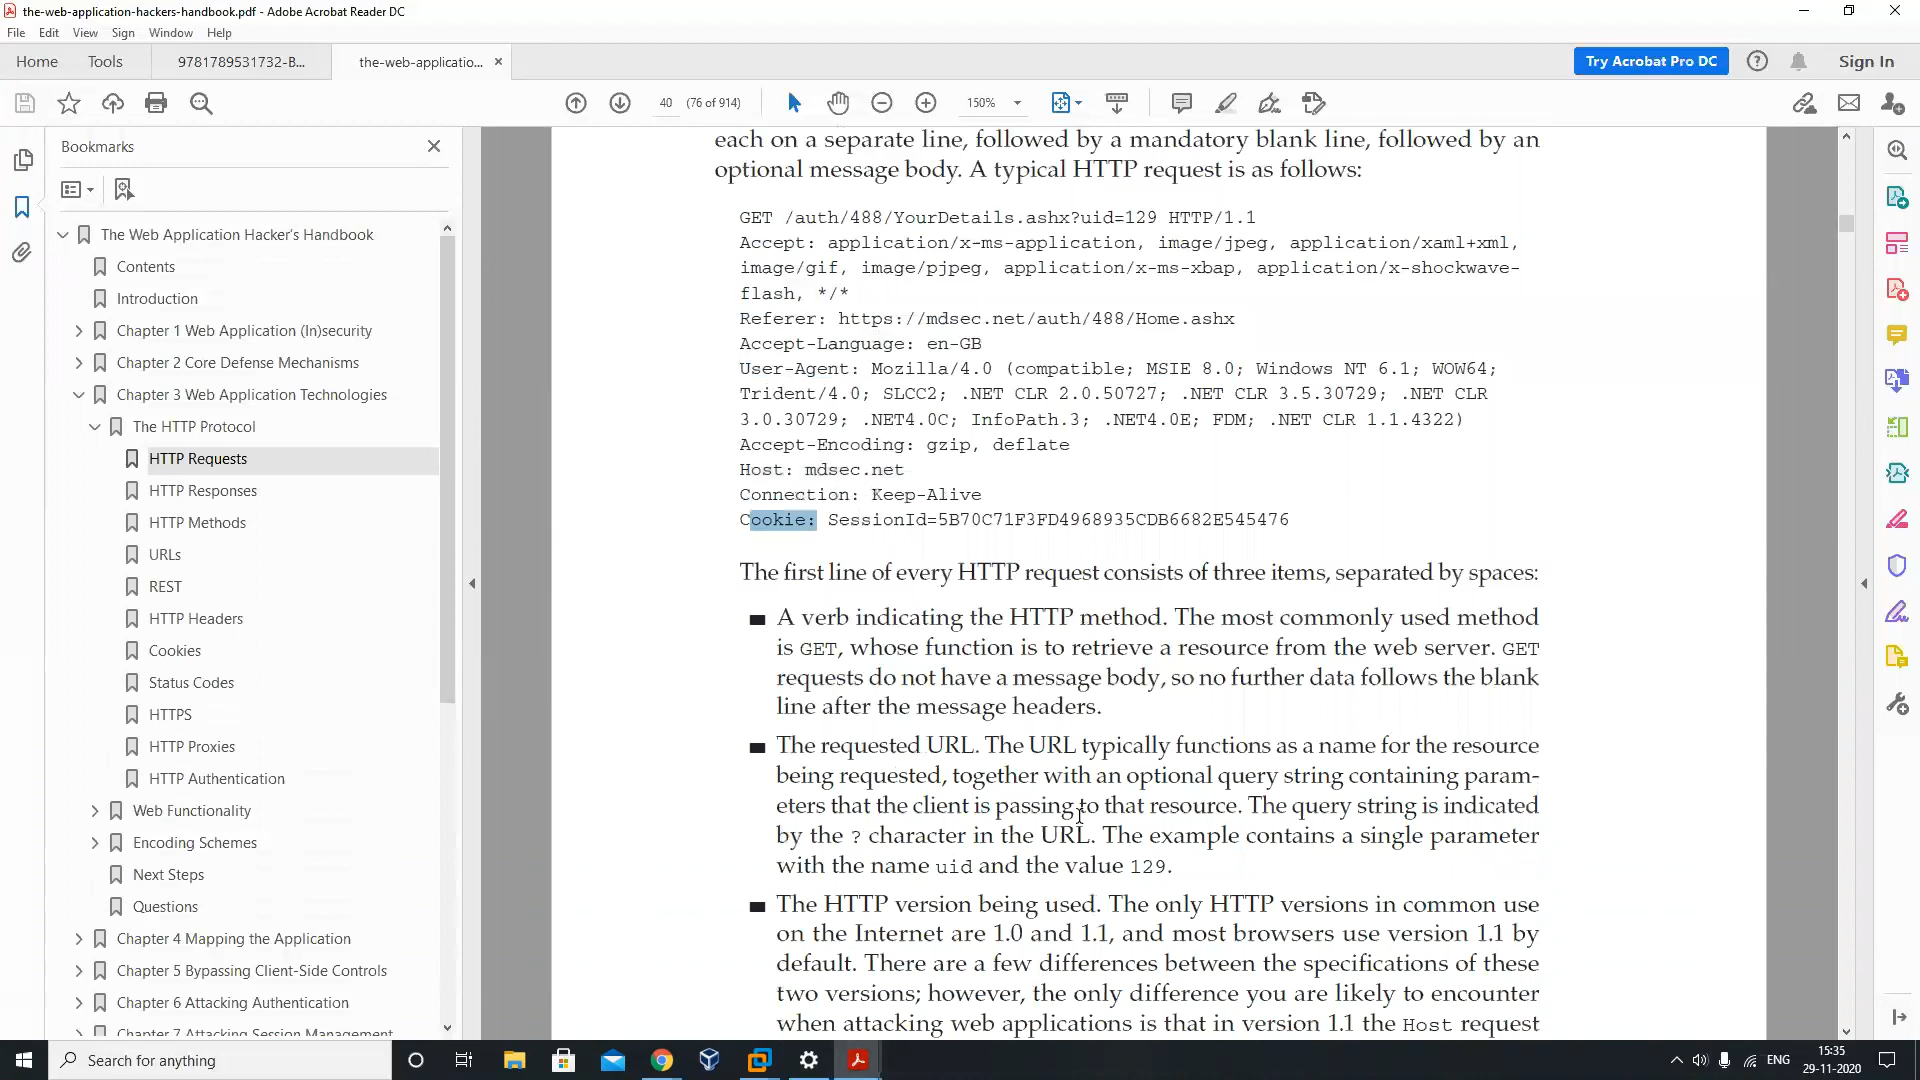 the-web-application-hackers-handbook.pdf - Adobe Acrobat Reader DC
File Edit View Sign Window Help
Home Tools 9781789531732-B... the-web-applicatio... × Try Acrobat Pro DC Sign In
40 (76 of 914) 150%
Bookmarks
The Web Application Hacker's Handbook
Contents
Introduction
Chapter 1 Web Application (In)security
Chapter 2 Core Defense Mechanisms
Chapter 3 Web Application Technologies
The HTTP Protocol
HTTP Requests
HTTP Responses
HTTP Methods
URLs
REST
HTTP Headers
Cookies
Status Codes
HTTPS
HTTP Proxies
HTTP Authentication
Web Functionality
Encoding Schemes
Next Steps
Questions
Chapter 4 Mapping the Application
Chapter 5 Bypassing Client-Side Controls
Chapter 6 Attacking Authentication
Chapter 7 Attacking Session Management
each on a separate line, followed by a mandatory blank line, followed by an
optional message body. A typical HTTP request is as follows:
GET /auth/488/YourDetails.ashx?uid=129 HTTP/1.1
Accept: application/x-ms-application, image/jpeg, application/xaml+xml,
image/gif, image/pjpeg, application/x-ms-xbap, application/x-shockwave-
flash, */*
Referer: https://mdsec.net/auth/488/Home.ashx
Accept-Language: en-GB
User-Agent: Mozilla/4.0 (compatible; MSIE 8.0; Windows NT 6.1; WOW64;
Trident/4.0; SLCC2; .NET CLR 2.0.50727; .NET CLR 3.5.30729; .NET CLR
3.0.30729; .NET4.0C; InfoPath.3; .NET4.0E; FDM; .NET CLR 1.1.4322)
Accept-Encoding: gzip, deflate
Host: mdsec.net
Connection: Keep-Alive
Cookie: SessionId=5B70C71F3FD4968935CDB6682E545476
The first line of every HTTP request consists of three items, separated by spaces:
■ A verb indicating the HTTP method. The most commonly used method
is GET, whose function is to retrieve a resource from the web server. GET
requests do not have a message body, so no further data follows the blank
line after the message headers.
■ The requested URL. The URL typically functions as a name for the resource
being requested, together with an optional query string containing param-
eters that the client is passing to that resource. The query string is indicated
by the ? character in the URL. The example contains a single parameter
with the name uid and the value 129.
■ The HTTP version being used. The only HTTP versions in common use
on the Internet are 1.0 and 1.1, and most browsers use version 1.1 by
default. There are a few differences between the specifications of these
two versions; however, the only difference you are likely to encounter
when attacking web applications is that in version 1.1 the Host request
Search for anything
ENG
15:35
29-11-2020